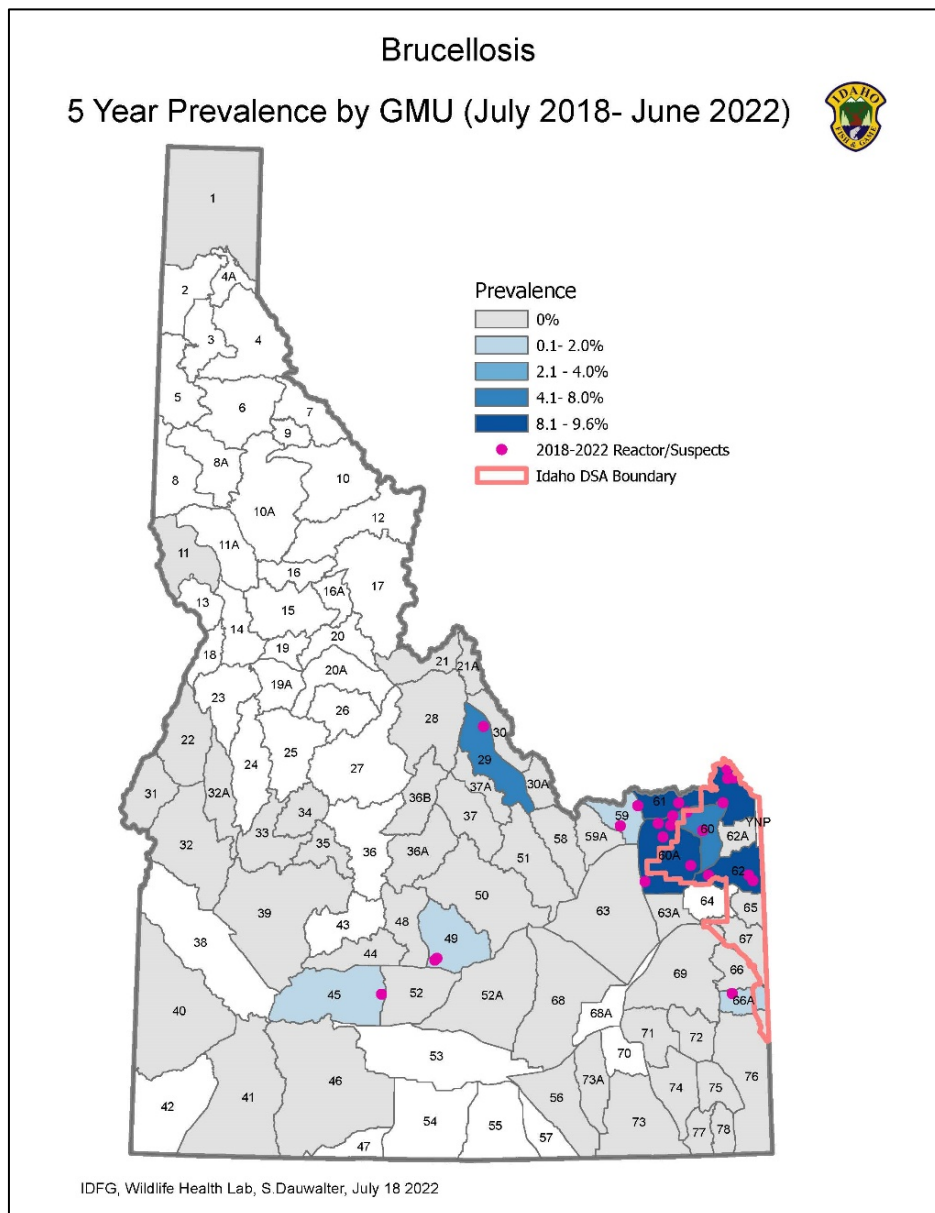 Brucellosis
5 Year Prevalence by GMU (July 2018- June 2022)
IDAHO
FISH & GAME
1
4A
2
3
4
5
6
7
9
8A
8
10
10A
12
11A
11
16
17
16A
13
15
14
20
18
19
21
21A
20A
19A
23
26
28
30
22
25
29
24
27
37A
30A
31
32A
36B
34
37
59
61
60
YNP
62A
33
58
59A
32
35
36
36A
51
60A
62
39
50
63
63A
64
65
43
48
49
67
38
44
69
66
45
52
52A
68
66A
40
68A
71
72
53
70
46
73A
74
75
76
41
56
42
54
55
73
77
78
47
57
Prevalence
0%
0.1- 2.0%
2.1 - 4.0%
4.1- 8.0%
8.1 - 9.6%
2018-2022 Reactor/Suspects
Idaho DSA Boundary
IDFG, Wildlife Health Lab, S.Dauwalter, July 18 2022